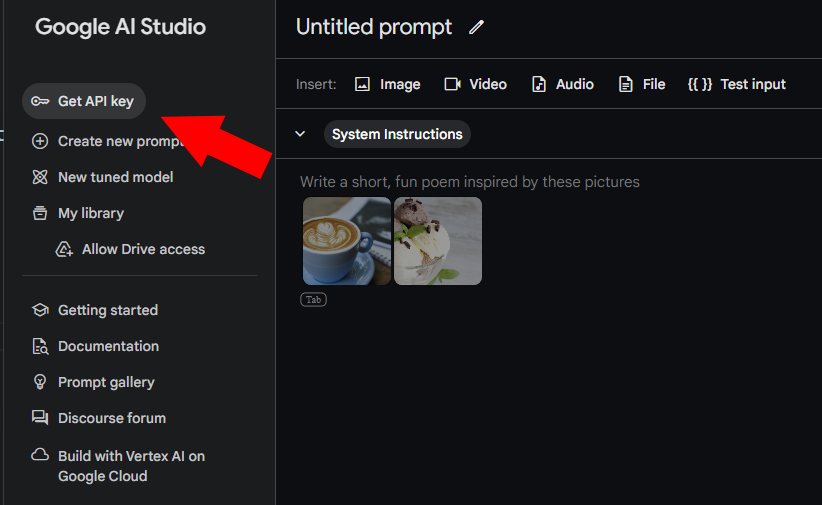 Google AI Studio
Get API key
Create new prompt
New tuned model
My library
Allow Drive access
Getting started
Documentation
Prompt gallery
Discourse forum
Build with Vertex AI on
Google Cloud
Untitled prompt
Insert: Image Video Audio File {{ }} Test input
System Instructions
Write a short, fun poem inspired by these pictures
Tab